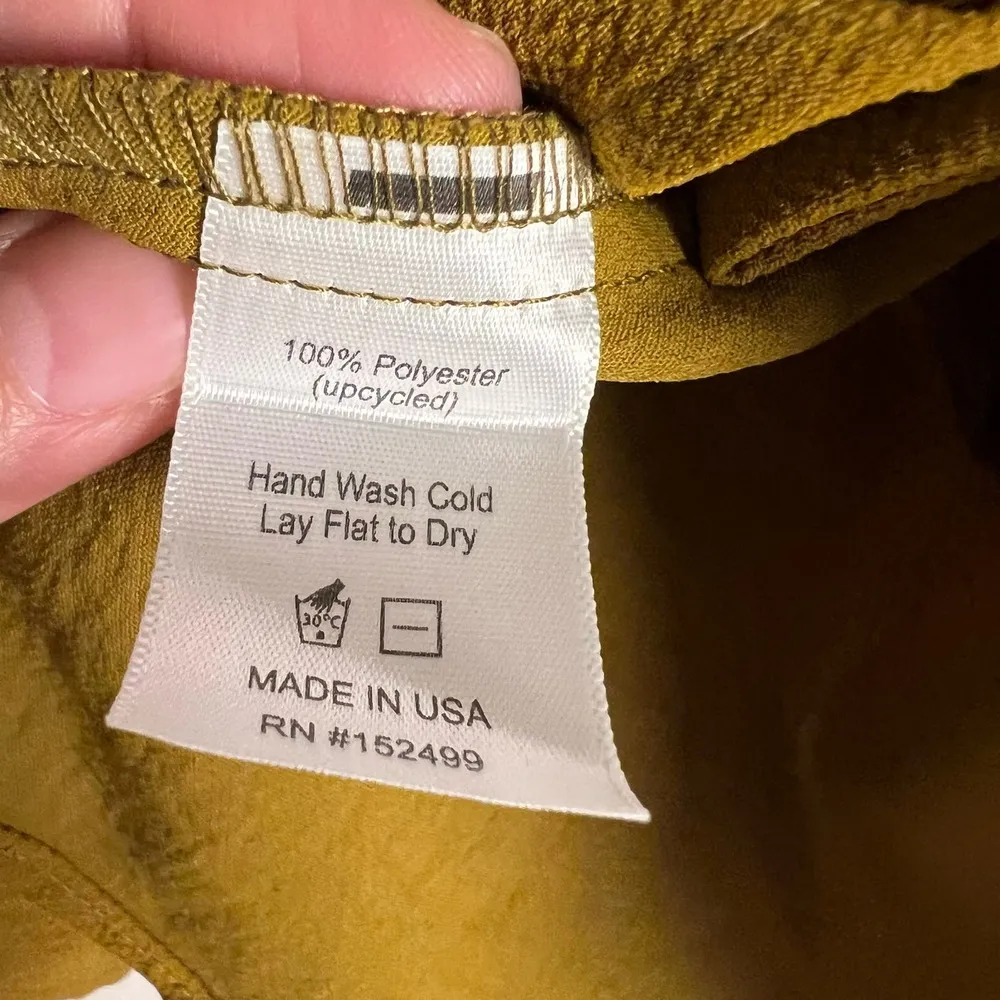 100% Polyester
(upcycled)
Hand Wash Cold
Lay Flat to Dry
30°C
MADE IN USA
RN #152499